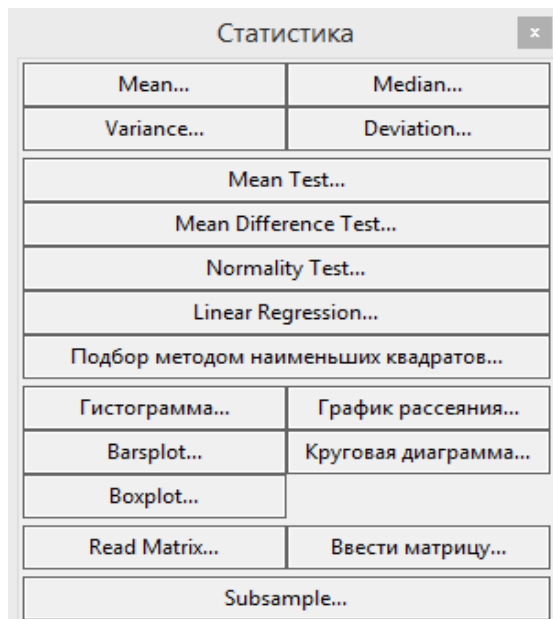 Статистика
x
Mean... Median...
Variance... Deviation...
Mean Test...
Mean Difference Test...
Normality Test...
Linear Regression...
Подбор методом наименьших квадратов...
Гистограмма... График рассеяния...
Barsplot... Круговая диаграмма...
Boxplot...
Read Matrix... Ввести матрицу...
Subsample...